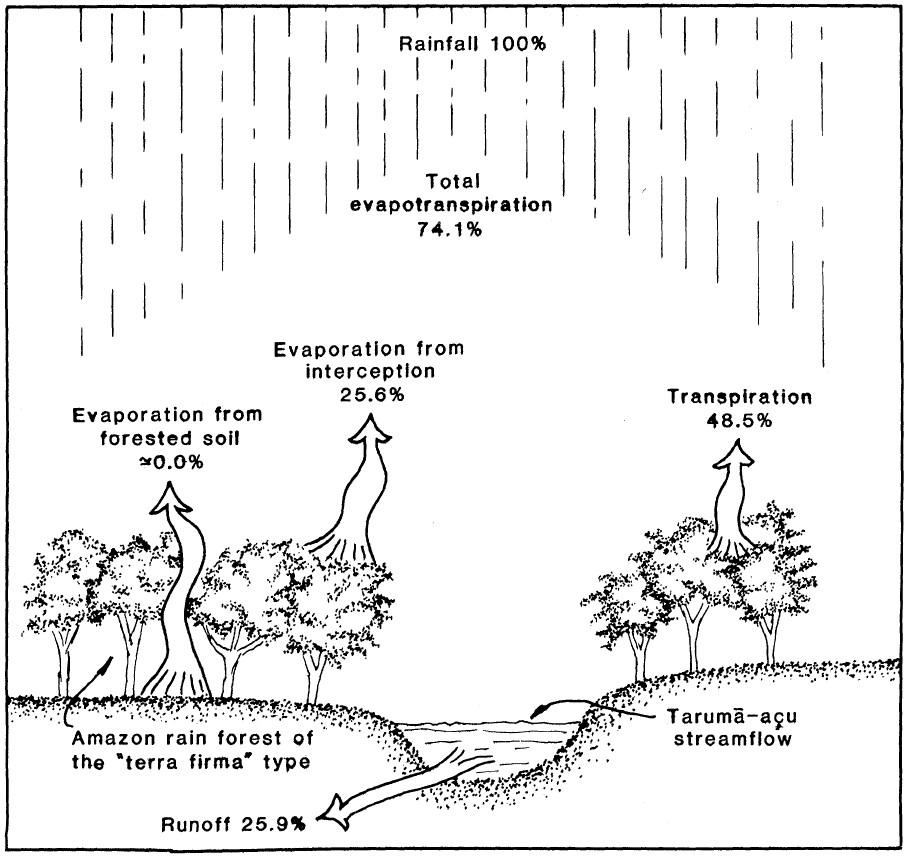 Rainfall 100%
Total
evapotranspiration
74.1%
Evaporation from
interception
25.6%
Evaporation from
forested soil
≃0.0%
Transpiration
48.5%
Amazon rain forest of
the "terra firma" type
Tarumā-açu
streamflow
Runoff 25.9%